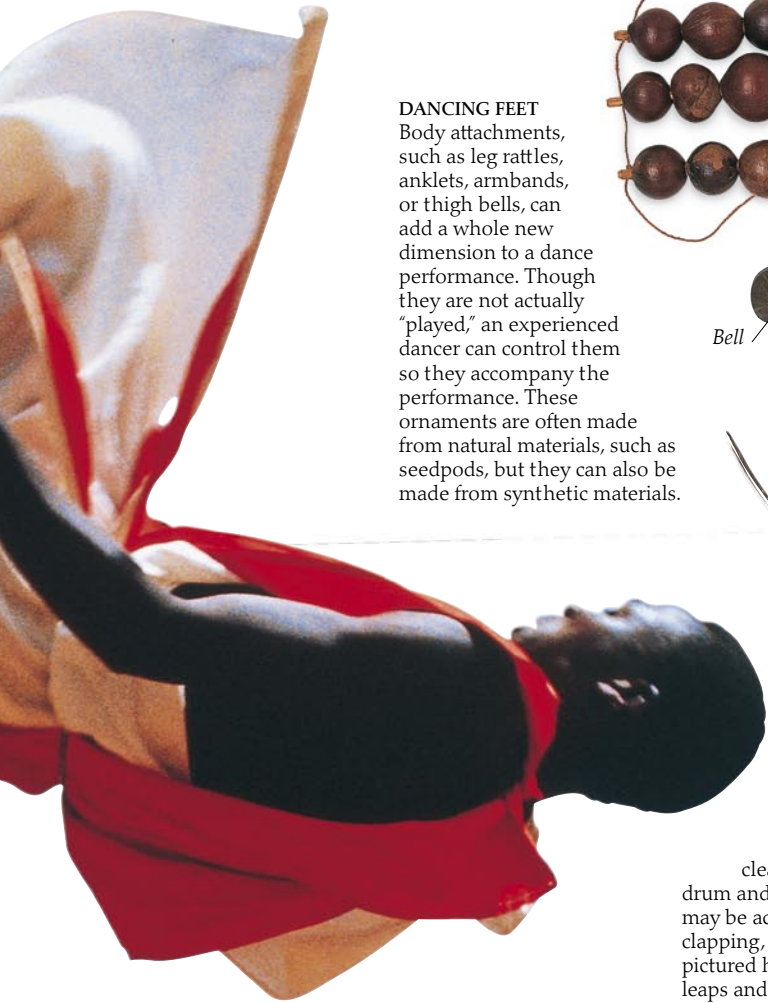 DANCING FEET
Body attachments,
such as leg rattles,
anklets, armbands,
or thigh bells, can
add a whole new
dimension to a dance
performance. Though
they are not actually
“played,” an experienced
dancer can control them
so they accompany the
performance. These
ornaments are often made
from natural materials, such as
seedpods, but they can also be
made from synthetic materials.
Bell
drum and
may be
clapping,
pictured
leaps and